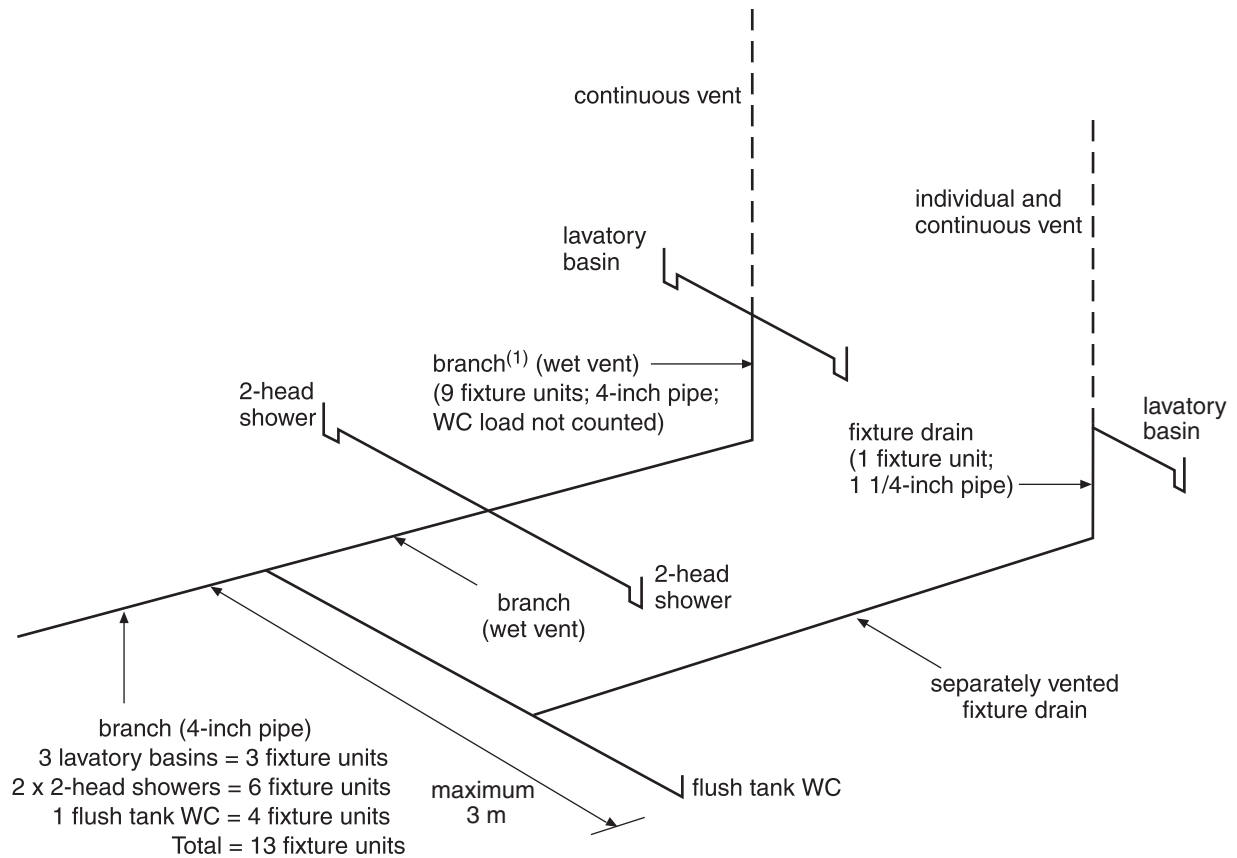 continuous vent
individual and
continuous vent
lavatory
basin
branch(1) (wet vent)
(9 fixture units; 4-inch pipe;
WC load not counted)
2-head
shower
lavatory
basin
fixture drain
(1 fixture unit;
1 1/4-inch pipe)
2-head
shower
branch
(wet vent)
separately vented
fixture drain
branch (4-inch pipe)
3 lavatory basins = 3 fixture units
2 x 2-head showers = 6 fixture units
1 flush tank WC = 4 fixture units
Total = 13 fixture units
maximum
3 m
flush tank WC